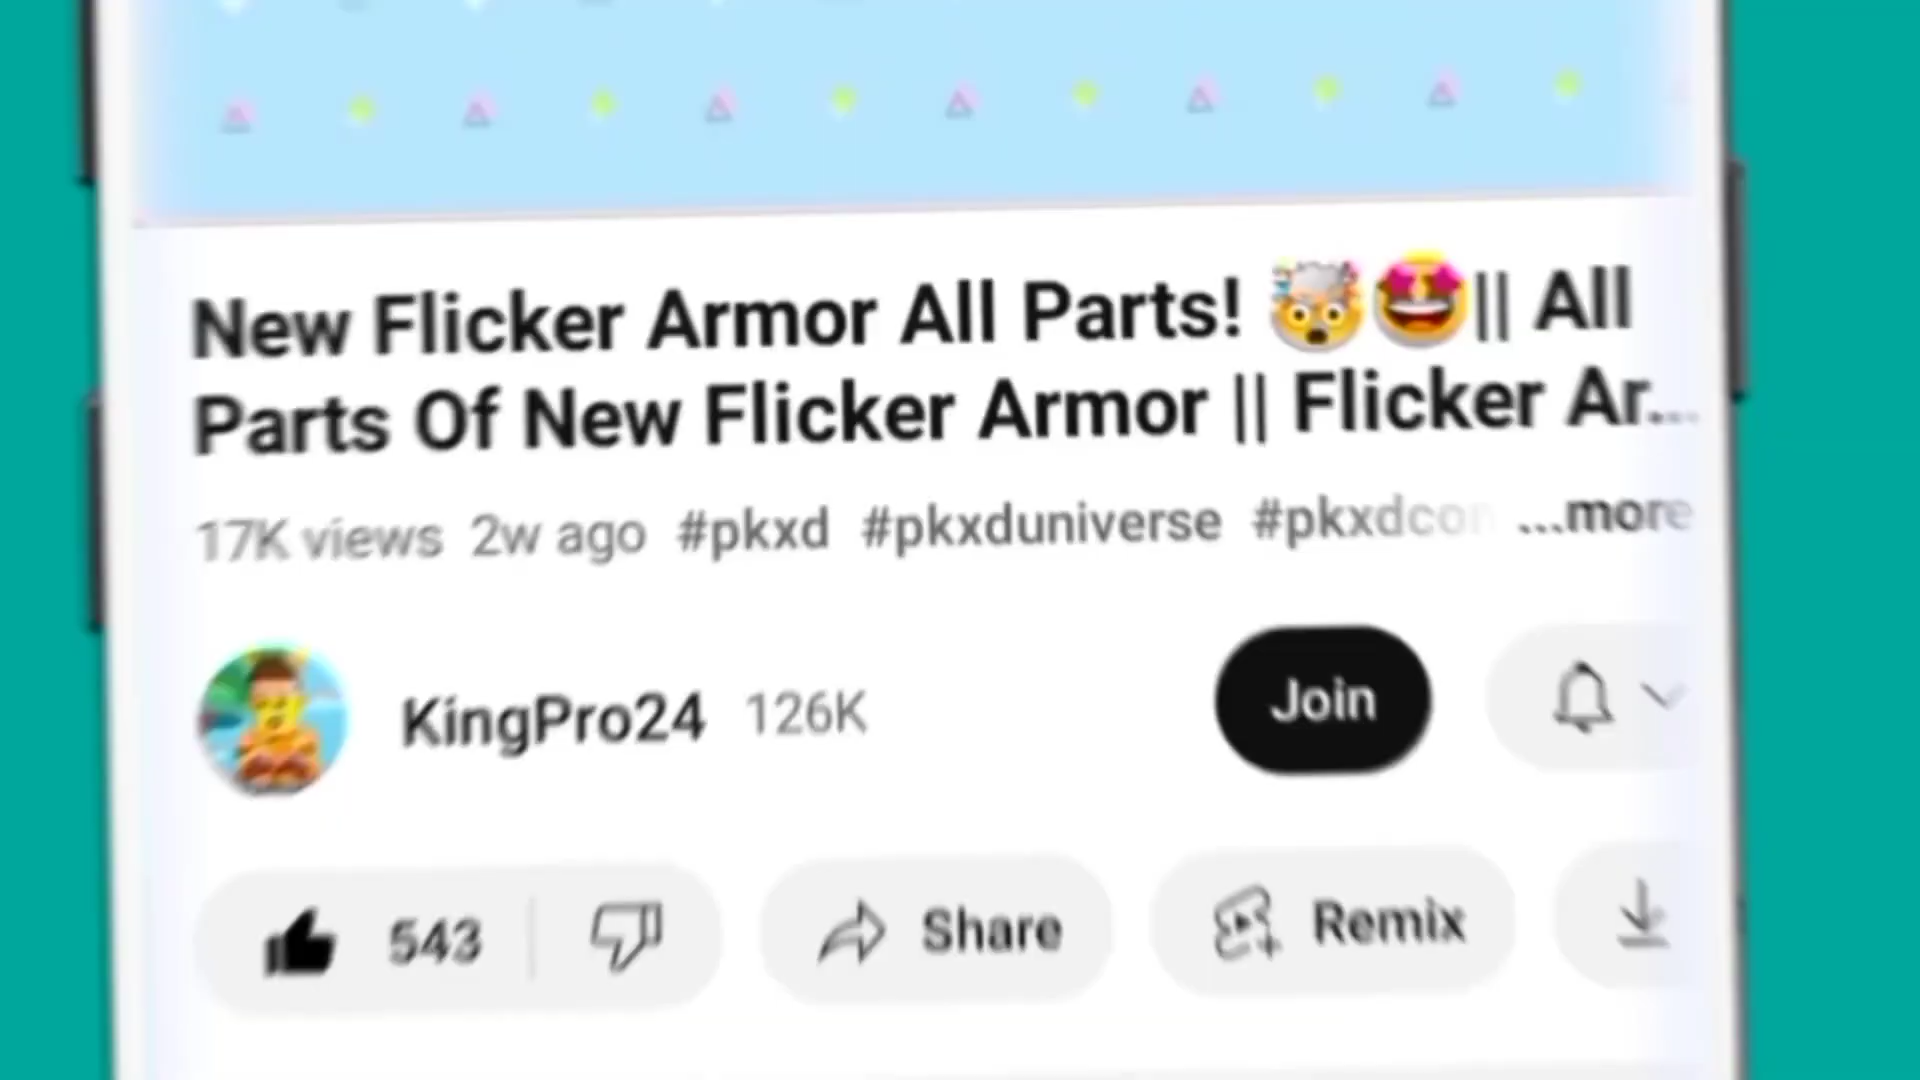 New Flicker Armor All Parts! 🤯🤩|| All
Parts Of New Flicker Armor || Flicker Ar...
17K views 2w ago #pkxd #pkxduniverse #pkxdcon ...more
KingPro24 126K
Join
543
Share
Remix